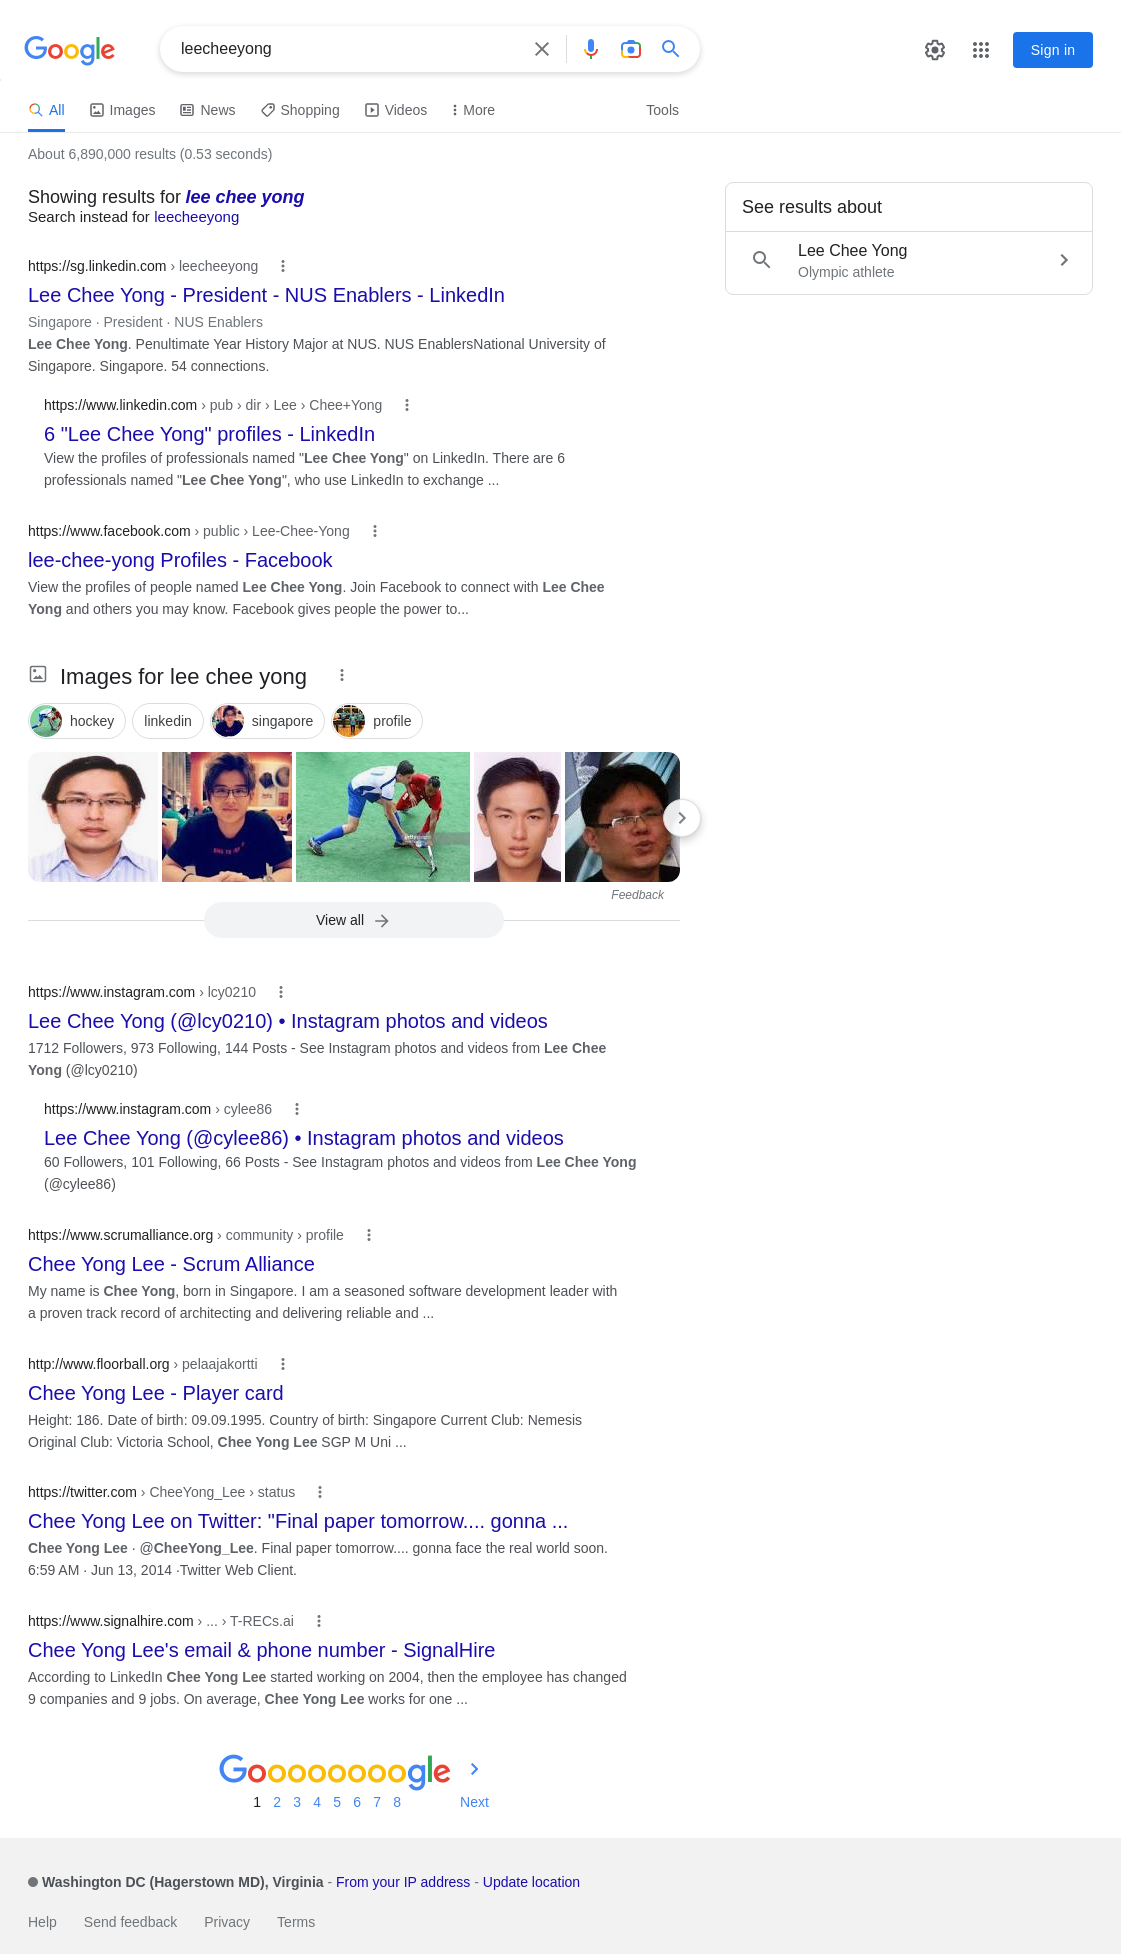 Google
leecheeyong
Sign in
All
Images
News
Shopping
Videos
More
Tools
About 6,890,000 results (0.53 seconds)
Showing results for lee chee yong
Search instead for leecheeyong
See results about
Lee Chee Yong
Olympic athlete
https://sg.linkedin.com › leecheeyong
Lee Chee Yong - President - NUS Enablers - LinkedIn
Singapore · President · NUS Enablers
Lee Chee Yong. Penultimate Year History Major at NUS. NUS EnablersNational University of
Singapore. Singapore. 54 connections.
https://www.linkedin.com › pub › dir › Lee › Chee+Yong
6 "Lee Chee Yong" profiles - LinkedIn
View the profiles of professionals named "Lee Chee Yong" on LinkedIn. There are 6
professionals named "Lee Chee Yong", who use LinkedIn to exchange ...
https://www.facebook.com › public › Lee-Chee-Yong
lee-chee-yong Profiles - Facebook
View the profiles of people named Lee Chee Yong. Join Facebook to connect with Lee Chee
Yong and others you may know. Facebook gives people the power to...
Images for lee chee yong
hockey
linkedin
singapore
profile
Feedback
View all
https://www.instagram.com › lcy0210
Lee Chee Yong (@lcy0210) • Instagram photos and videos
1712 Followers, 973 Following, 144 Posts - See Instagram photos and videos from Lee Chee
Yong (@lcy0210)
https://www.instagram.com › cylee86
Lee Chee Yong (@cylee86) • Instagram photos and videos
60 Followers, 101 Following, 66 Posts - See Instagram photos and videos from Lee Chee Yong
(@cylee86)
https://www.scrumalliance.org › community › profile
Chee Yong Lee - Scrum Alliance
My name is Chee Yong, born in Singapore. I am a seasoned software development leader with
a proven track record of architecting and delivering reliable and ...
http://www.floorball.org › pelaajakortti
Chee Yong Lee - Player card
Height: 186. Date of birth: 09.09.1995. Country of birth: Singapore Current Club: Nemesis
Original Club: Victoria School, Chee Yong Lee SGP M Uni ...
https://twitter.com › CheeYong_Lee › status
Chee Yong Lee on Twitter: "Final paper tomorrow.... gonna ...
Chee Yong Lee · @CheeYong_Lee. Final paper tomorrow.... gonna face the real world soon.
6:59 AM · Jun 13, 2014 ·Twitter Web Client.
https://www.signalhire.com › ... › T-RECs.ai
Chee Yong Lee's email & phone number - SignalHire
According to LinkedIn Chee Yong Lee started working on 2004, then the employee has changed
9 companies and 9 jobs. On average, Chee Yong Lee works for one ...
Goooooooogle
1 2 3 4 5 6 7 8 Next
Washington DC (Hagerstown MD), Virginia - From your IP address - Update location
Help Send feedback Privacy Terms